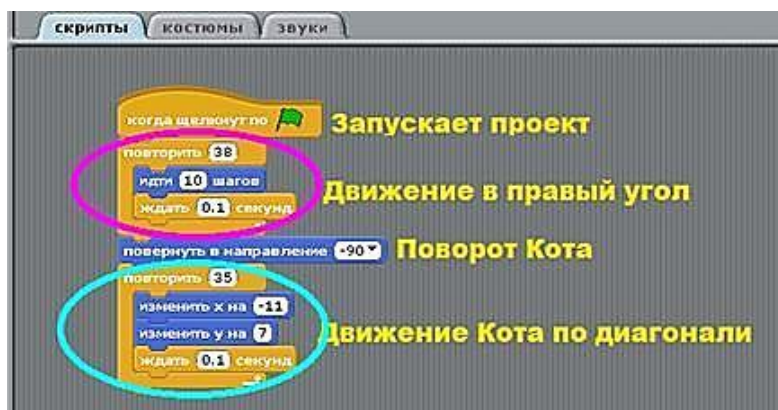 скрипты костюмы звуки
когда щелкнут по Запускает проект
повторить 38
идти 10 шагов
Движение в правый угол
ждать 0.1 секунд
повернуть в направление -90 Поворот Кота
повторить 35
изменить х на -11
изменить у на 7 Движение Кота по диагонали
ждать 0.1 секунд